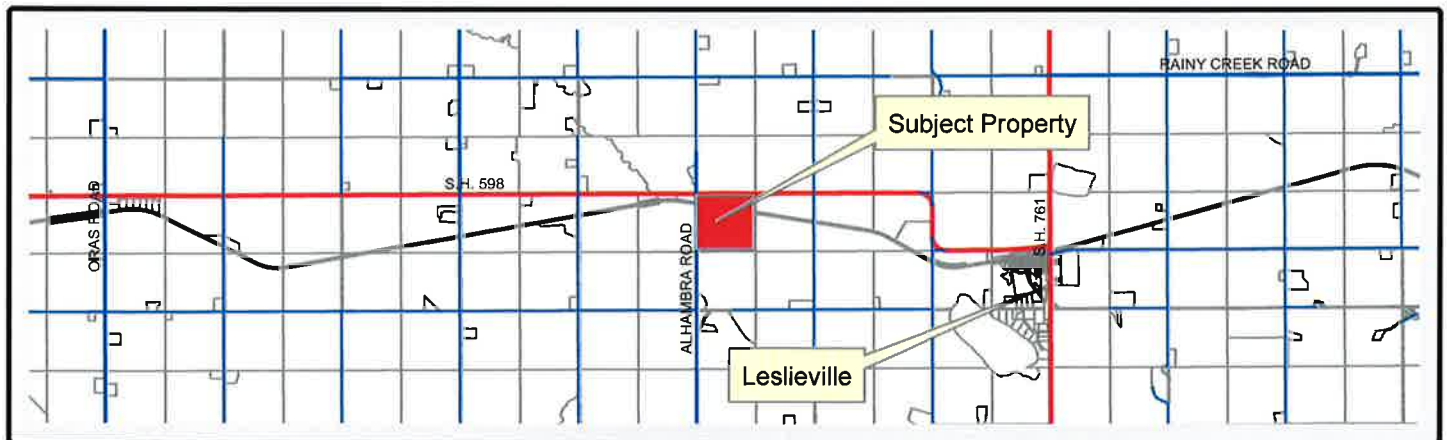 RAINY CREEK ROAD
Subject Property
S.H. 598
ORAS ROAD
S.H. 761
ALHAMBRA ROAD
Leslieville